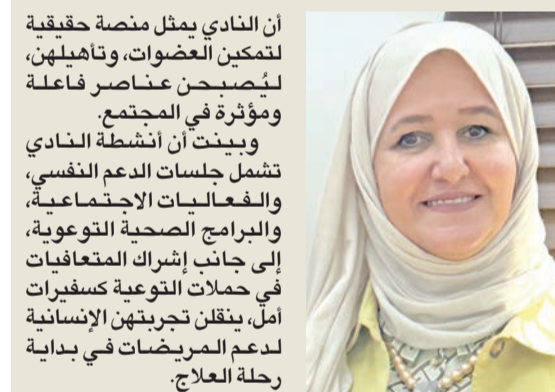 أن النادي يمثل منصة حقيقية
لتمكين العضوات، وتأهيلهن،
ليُصبحن عناصر فاعلة
ومؤثرة في المجتمع.
وبينت أن أنشطة النادي
تشمل جلسات الدعم النفسي،
والفعاليات الاجتماعية،
والبرامج الصحية التوعوية،
إلى جانب إشراك المتعافيات
في حملات التوعية كسفيرات
أمل، ينقلن تجربتهن الإنسانية
لدعم المريضات في بداية
رحلة العلاج.